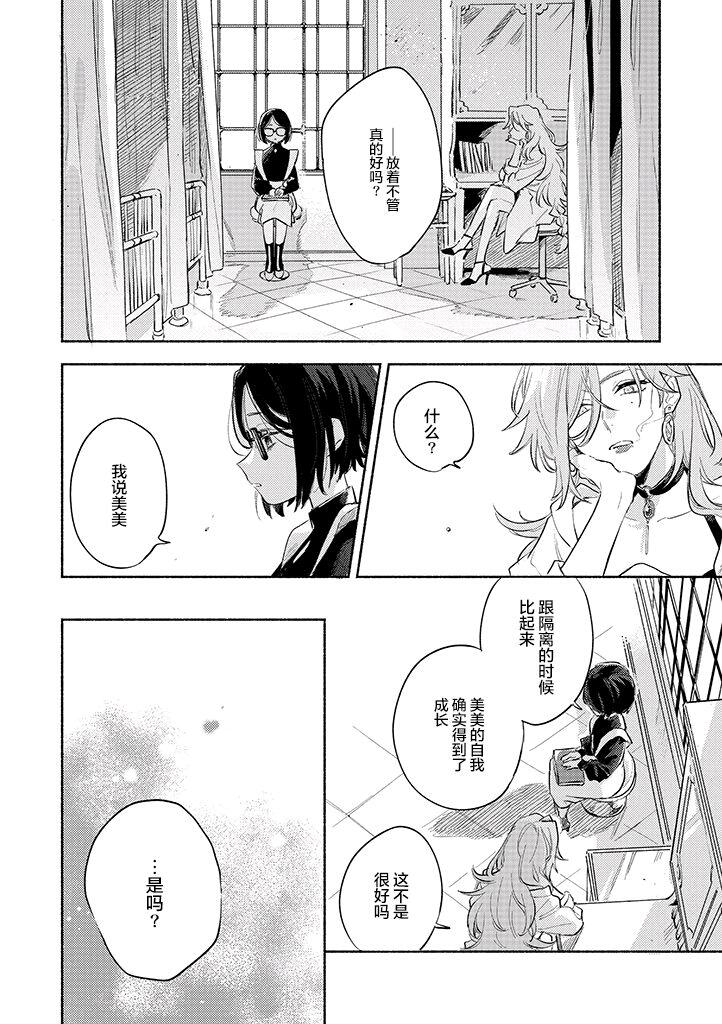 ——放着不管
真的好吗？
什么？
我说美美
跟隔离的时候
比起来
美美的自我
确实得到了
成长
这不是
很好吗
…是吗？